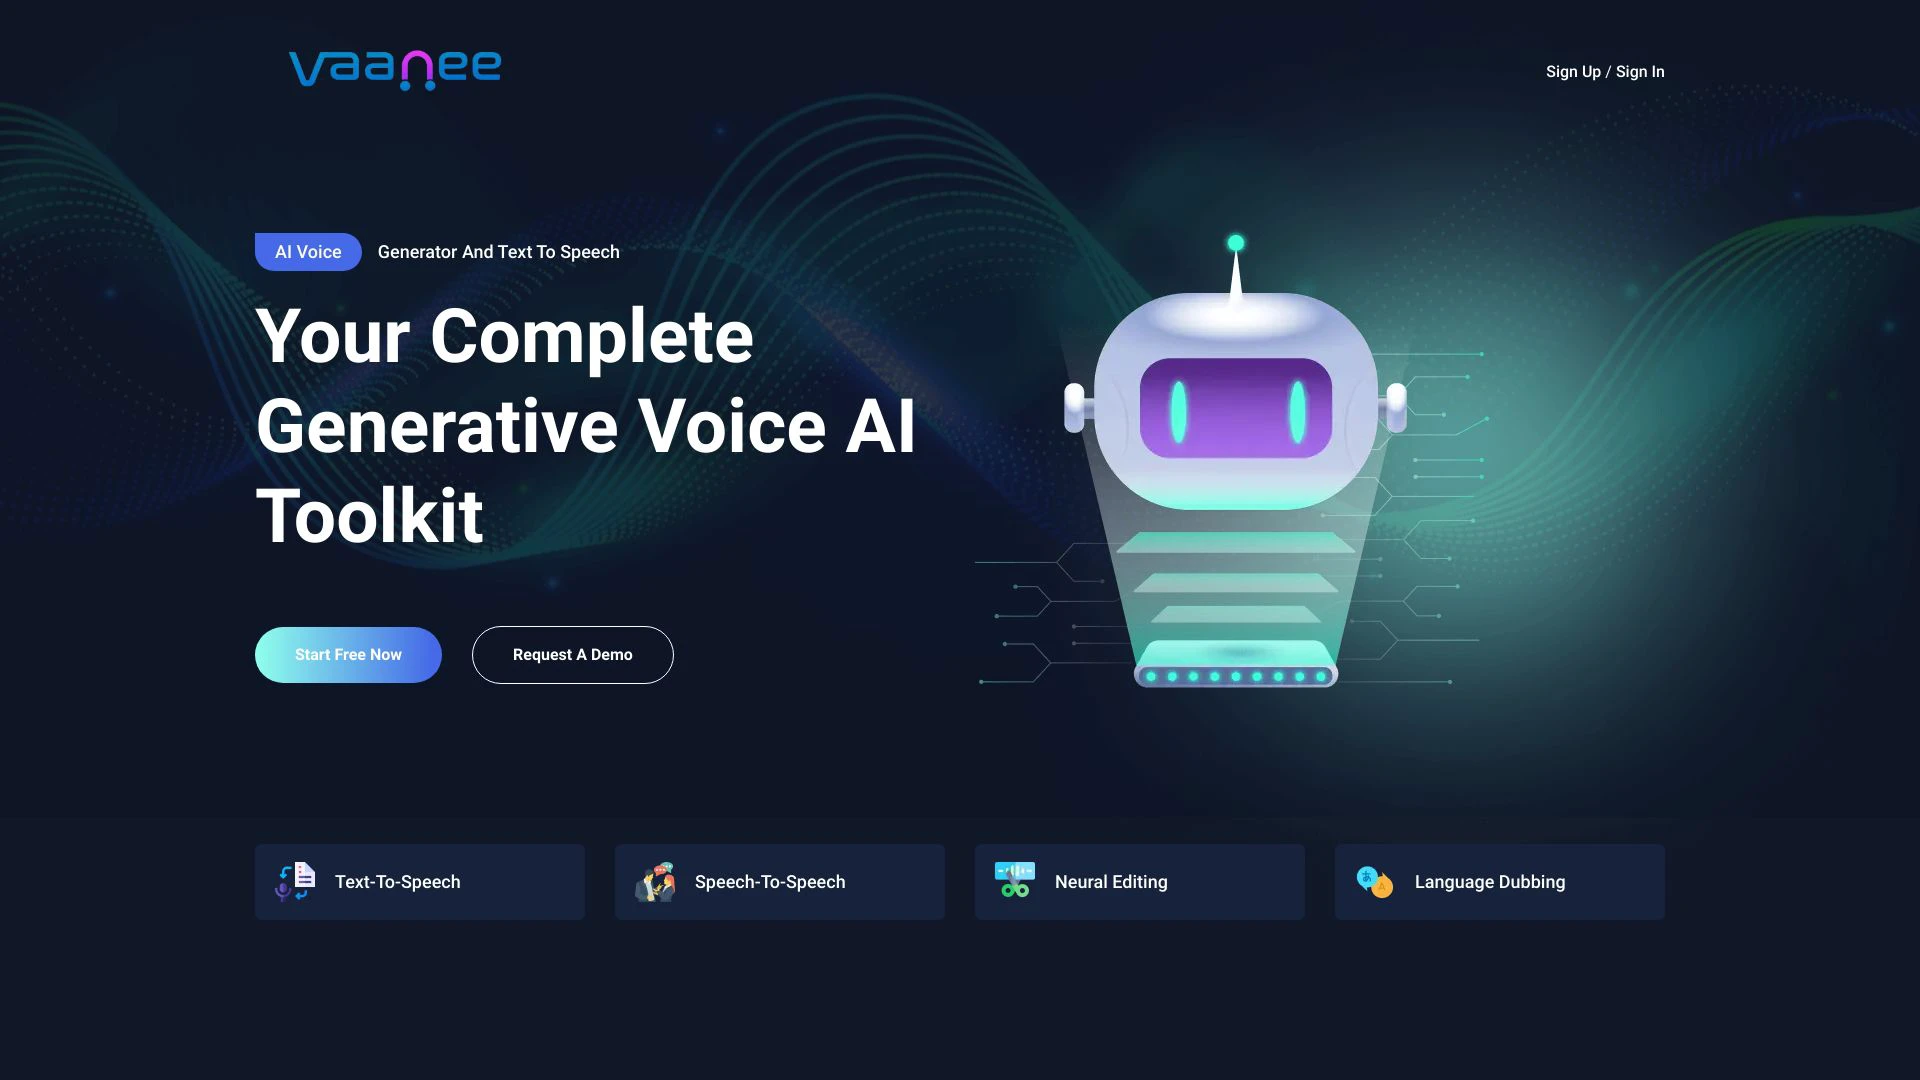 vaanee
Sign Up / Sign In
AI Voice Generator And Text To Speech
Your Complete
Generative Voice AI
Toolkit
Start Free Now
Request A Demo
Text-To-Speech
Speech-To-Speech
Neural Editing
あ A
Language Dubbing